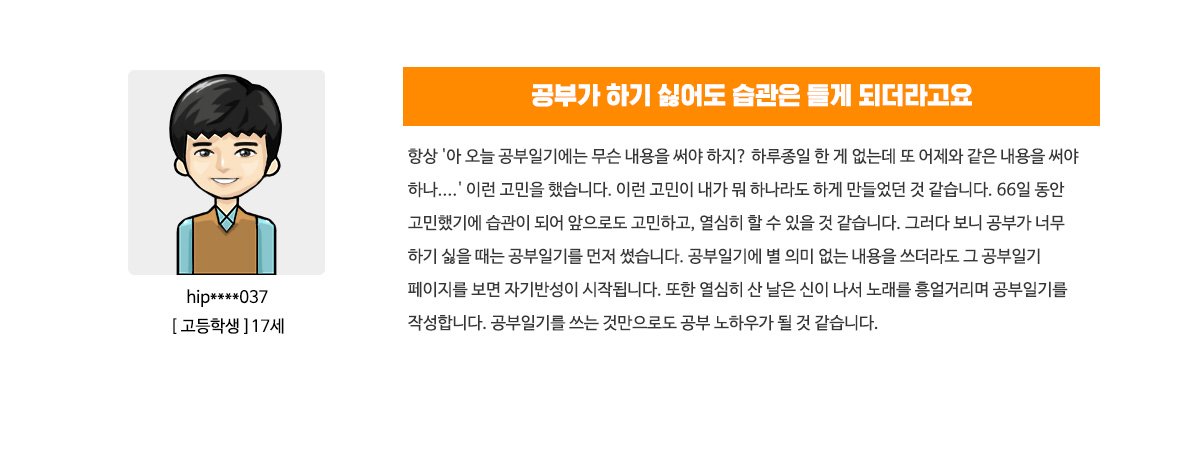 공부가 하기 싫어도 습관은 들게 되더라고요
항상 '아 오늘 공부일기에는 무슨 내용을 써야 하지? 하루종일 한 게 없는데 또 어제와 같은 내용을 써야
하나....' 이런 고민을 했습니다. 이런 고민이 내가 뭐 하나라도 하게 만들었던 것 같습니다. 66일 동안
고민했기에 습관이 되어 앞으로도 고민하고, 열심히 할 수 있을 것 같습니다. 그러다 보니 공부가 너무
하기 싫을 때는 공부일기를 먼저 썼습니다. 공부일기에 별 의미 없는 내용을 쓰더라도 그 공부일기
페이지를 보면 자기반성이 시작됩니다. 또한 열심히 산 날은 신이 나서 노래를 흥얼거리며 공부일기를
작성합니다. 공부일기를 쓰는 것만으로도 공부 노하우가 될 것 같습니다.
hip****037
[ 고등학생 ] 17세